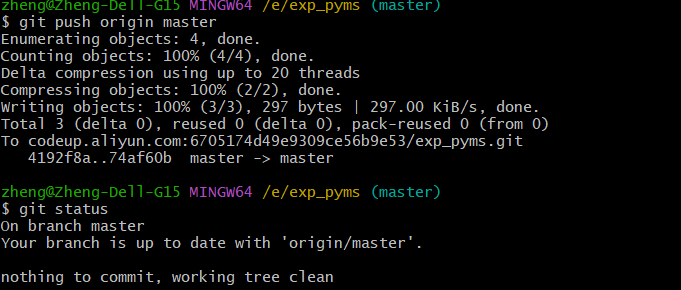 zheng@Zheng-Dell-G15 MINGW64 /e/exp_pyms (master)
$ git push origin master
Enumerating objects: 4, done.
Counting objects: 100% (4/4), done.
Delta compression using up to 20 threads
Compressing objects: 100% (2/2), done.
Writing objects: 100% (3/3), 297 bytes | 297.00 KiB/s, done.
Total 3 (delta 0), reused 0 (delta 0), pack-reused 0 (from 0)
To codeup.aliyun.com:6705174d49e9309ce56b9e53/exp_pyms.git
   4192f8a..74af60b  master -> master
zheng@Zheng-Dell-G15 MINGW64 /e/exp_pyms (master)
$ git status
On branch master
Your branch is up to date with 'origin/master'.
nothing to commit, working tree clean